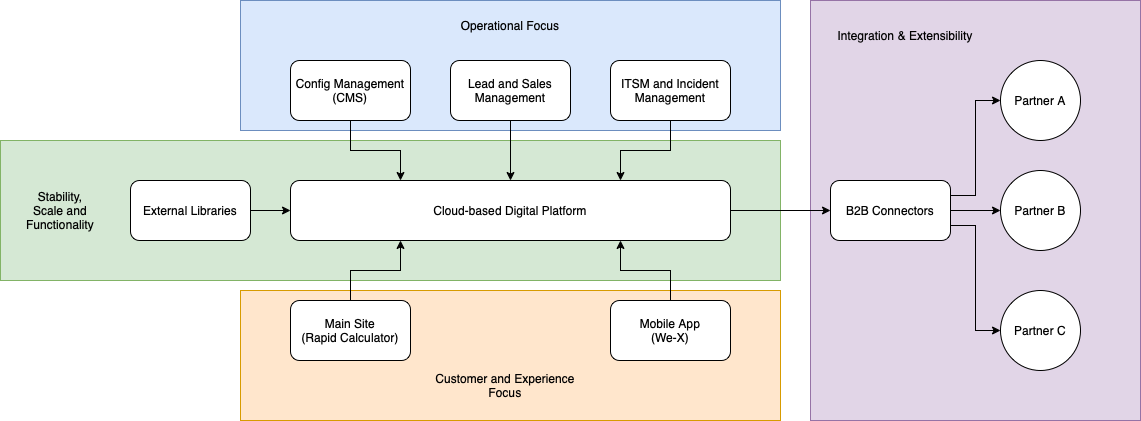 Operational Focus
Config Management
(CMS)
Lead and Sales
Management
ITSM and Incident
Management
Stability,
Scale and
Functionality
External Libraries
Cloud-based Digital Platform
Main Site
(Rapid Calculator)
Mobile App
(We-X)
Customer and Experience
Focus
Integration & Extensibility
B2B Connectors
Partner A
Partner B
Partner C